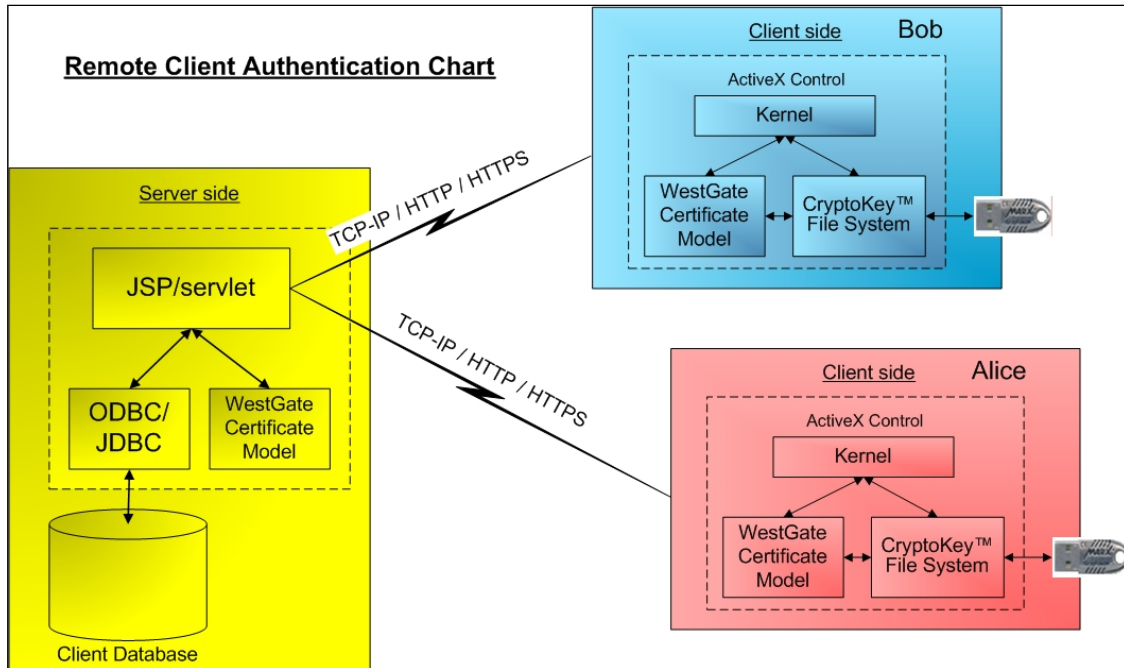 Remote Client Authentication Chart
Server side
JSP/servlet
ODBC/
JDBC
WestGate
Certificate
Model
Client Database
TCP-IP / HTTP / HTTPS
TCP-IP / HTTP / HTTPS
Client side
Bob
ActiveX Control
Kernel
WestGate
Certificate
Model
CryptoKey™
File System
MARX
Client side
Alice
ActiveX Control
Kernel
WestGate
Certificate
Model
CryptoKey™
File System
MARX